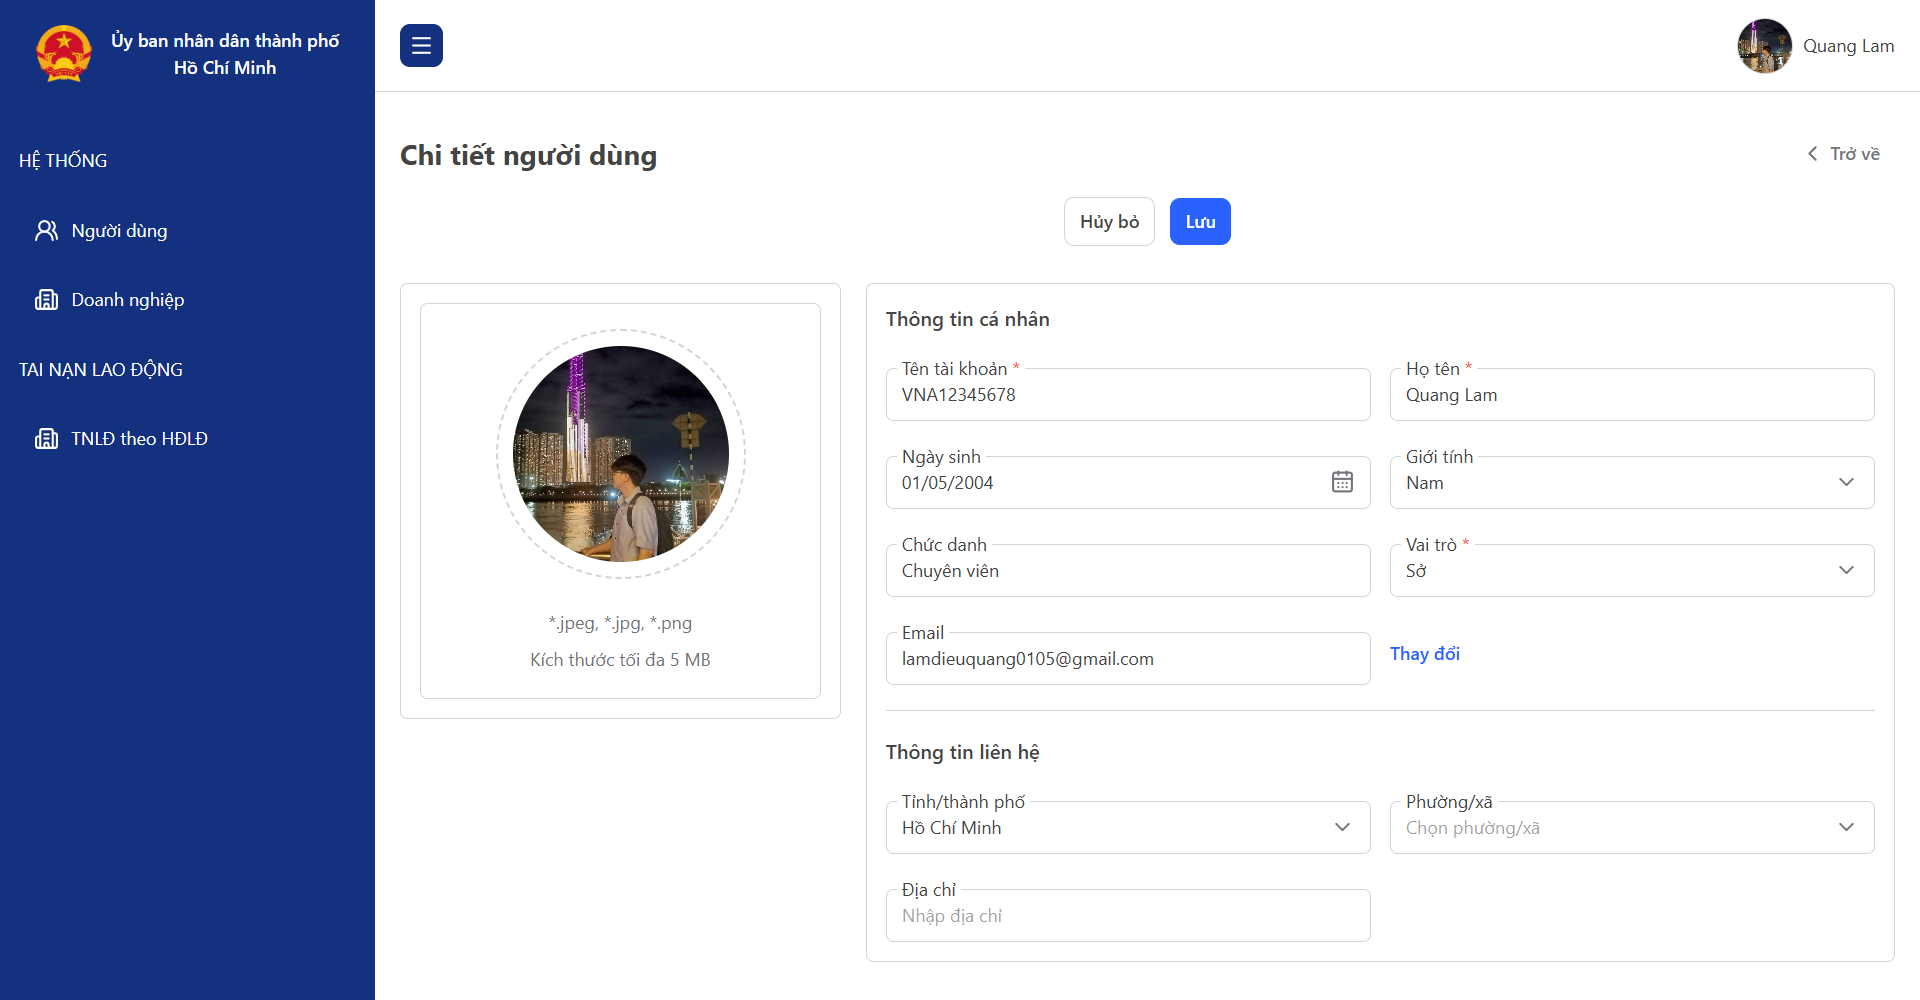 Ủy ban nhân dân thành phố
Hồ Chí Minh
Quang Lam
HỆ THỐNG
Người dùng
Doanh nghiệp
TAI NẠN LAO ĐỘNG
TNLĐ theo HĐLĐ
Chi tiết người dùng
Trở về
Hủy bỏ
Lưu
*.jpeg, *.jpg, *.png
Kích thước tối đa 5 MB
Thông tin cá nhân
Tên tài khoản *
VNA12345678
Họ tên *
Quang Lam
Ngày sinh
01/05/2004
Giới tính
Nam
Chức danh
Chuyên viên
Vai trò *
Sở
Email
lamdieuquang0105@gmail.com
Thay đổi
Thông tin liên hệ
Tỉnh/thành phố
Hồ Chí Minh
Phường/xã
Chọn phường/xã
Địa chỉ
Nhập địa chỉ